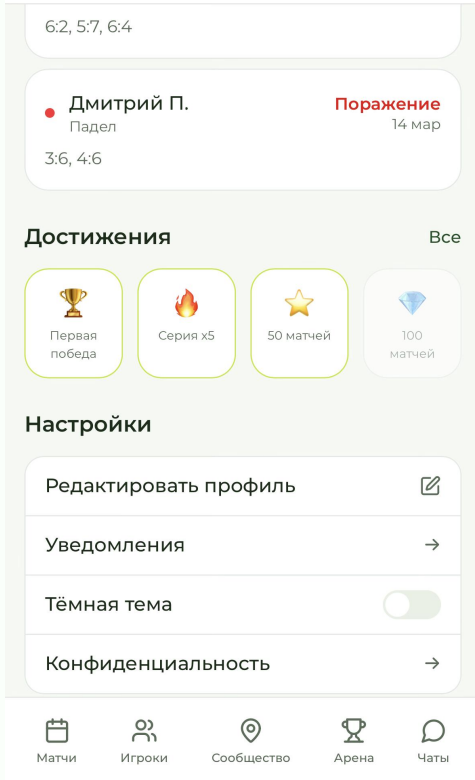 6:2, 5:7, 6:4
Дмитрий П.
Поражение
Падел
14 мар
3:6, 4:6
Достижения
Все
Первая
победа
Серия x5
50 матчей
100
матчей
Настройки
Редактировать профиль
Уведомления
Тёмная тема
Конфиденциальность
Матчи
Игроки
Сообщество
Арена
Чаты